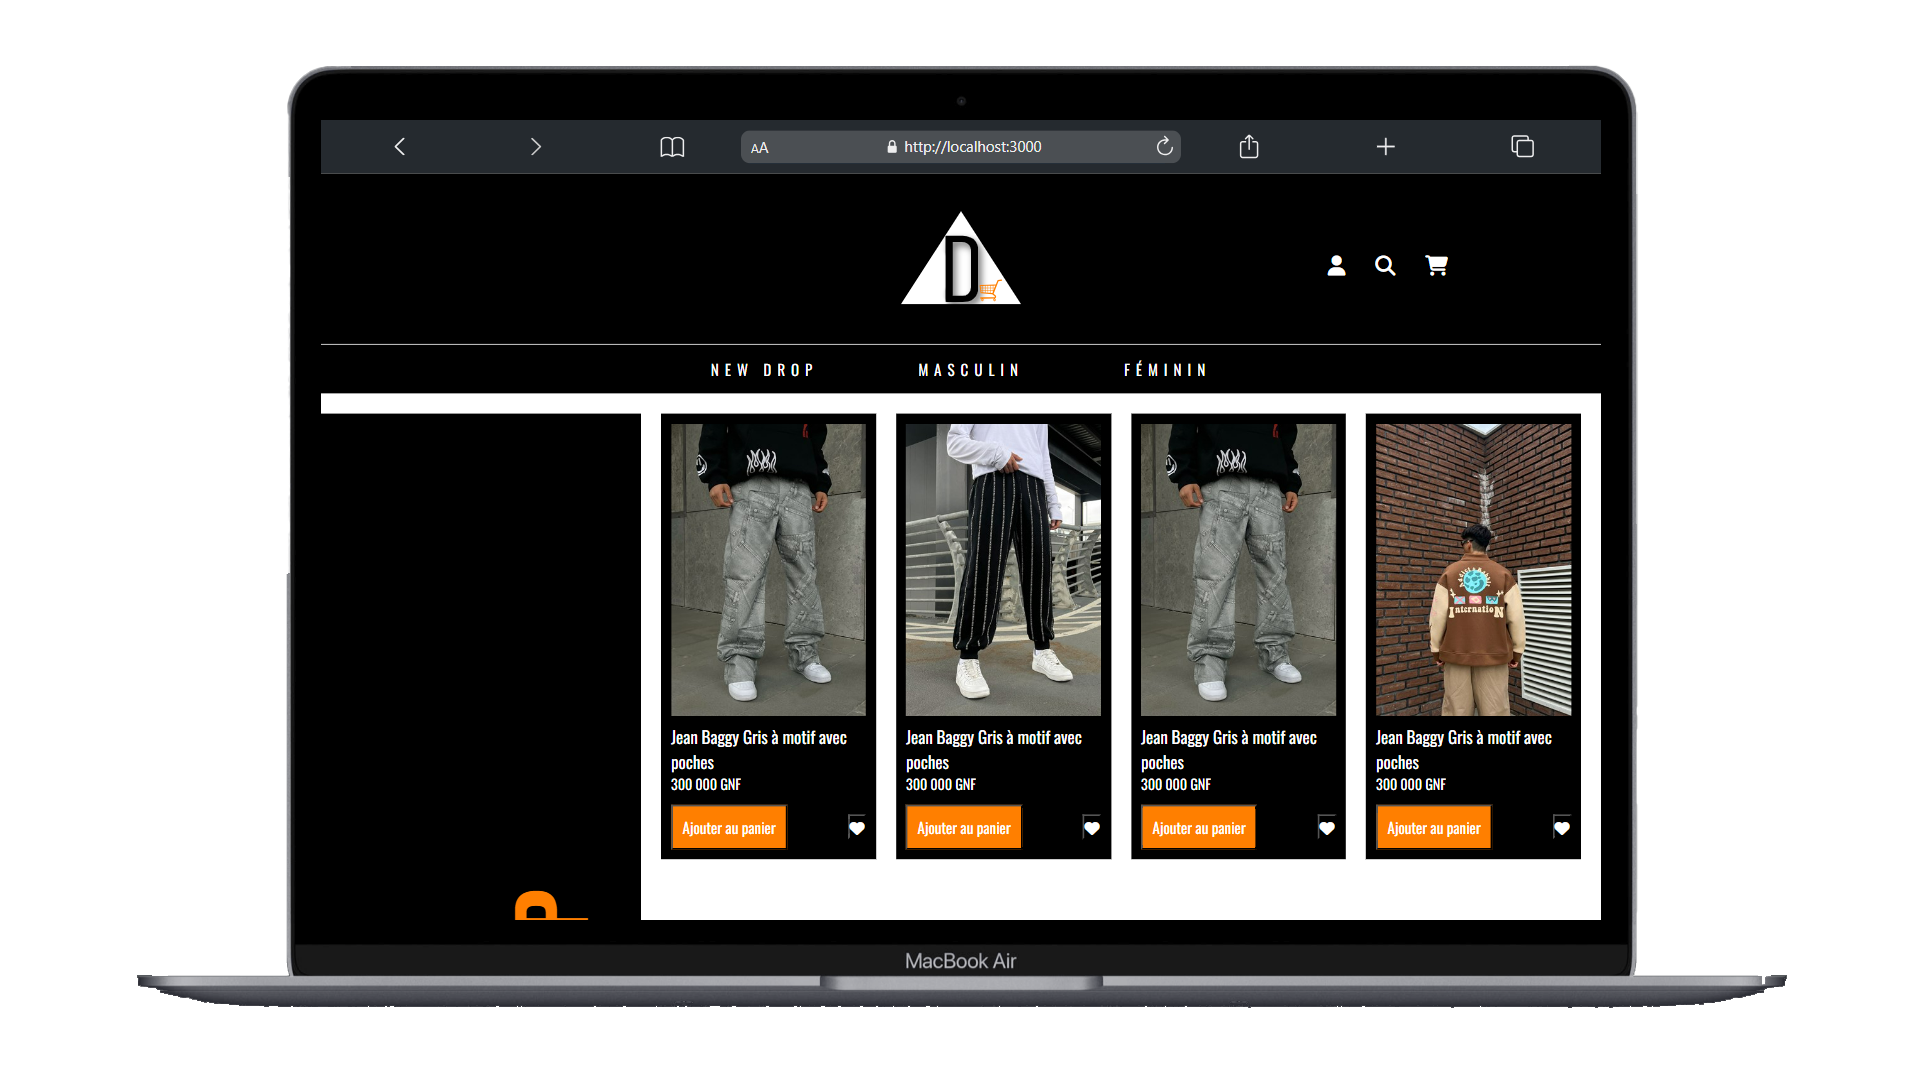 AA
http://localhost:3000
D
NEW DROP
MASCULIN
FÉMININ
InternatioN
Jean Baggy Gris à motif avec
poches
300 000 GNF
Ajouter au panier
Jean Baggy Gris à motif avec
poches
300 000 GNF
Ajouter au panier
Jean Baggy Gris à motif avec
poches
300 000 GNF
Ajouter au panier
Jean Baggy Gris à motif avec
poches
300 000 GNF
Ajouter au panier
MacBook Air